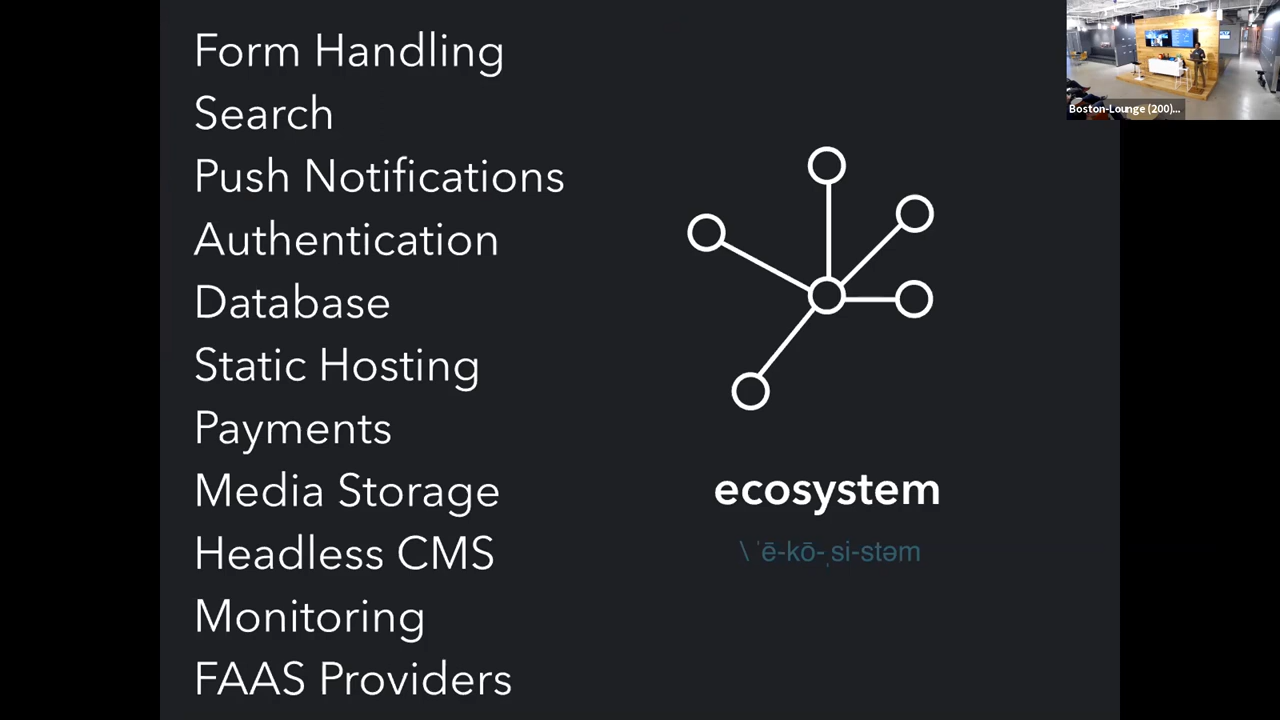 Form Handling
Search
Push Notifications
Authentication
Database
Static Hosting
Payments
Media Storage
Headless CMS
Monitoring
FAAS Providers
ecosystem
\ ˈē-kō-ˌsi-stəm
Boston-Lounge (200)...